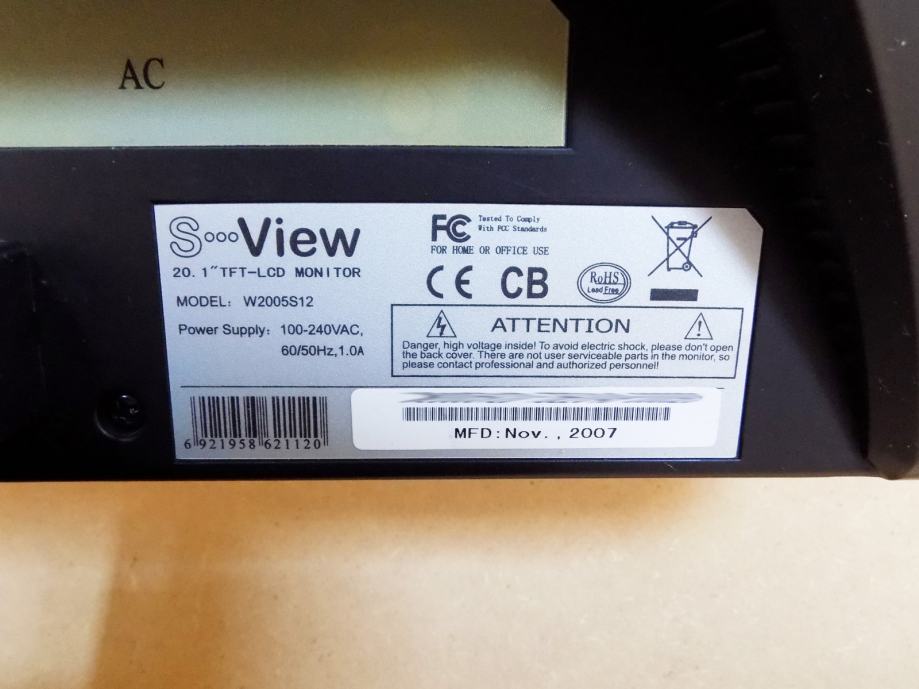 AC
SoooView
20.1"TFT-LCD MONITOR
MODEL: W2005S12
Power Supply: 100-240VAC,
60/50Hz,1.0A
FC Tested To Comply
With FCC Standards
FOR HOME OR OFFICE USE
CE CB RoHS
Lead Free
ATTENTION
Danger, high voltage inside! To avoid electric shock, please don't open
the back cover. There are not user serviceable parts in the monitor, so
please contact professional and authorized personnel!
6 921958 621120
MFD:Nov., 2007